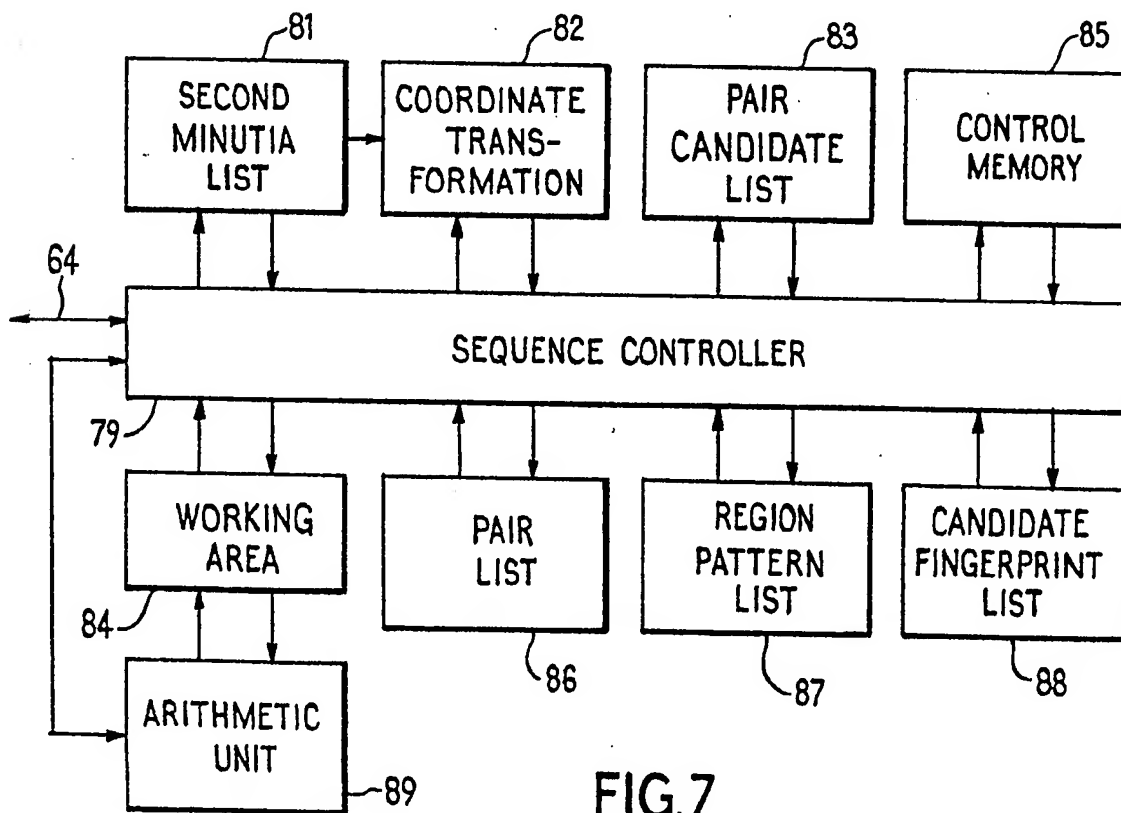 81
82
83
85
SECOND
MINUTIA
LIST
COORDINATE
TRANS-
FORMATION
PAIR
CANDIDATE
LIST
CONTROL
MEMORY
64
SEQUENCE CONTROLLER
79
WORKING
AREA
PAIR
LIST
REGION
PATTERN
LIST
CANDIDATE
FINGERPRINT
LIST
84
86
87
88
ARITHMETIC
UNIT
89
FIG.7